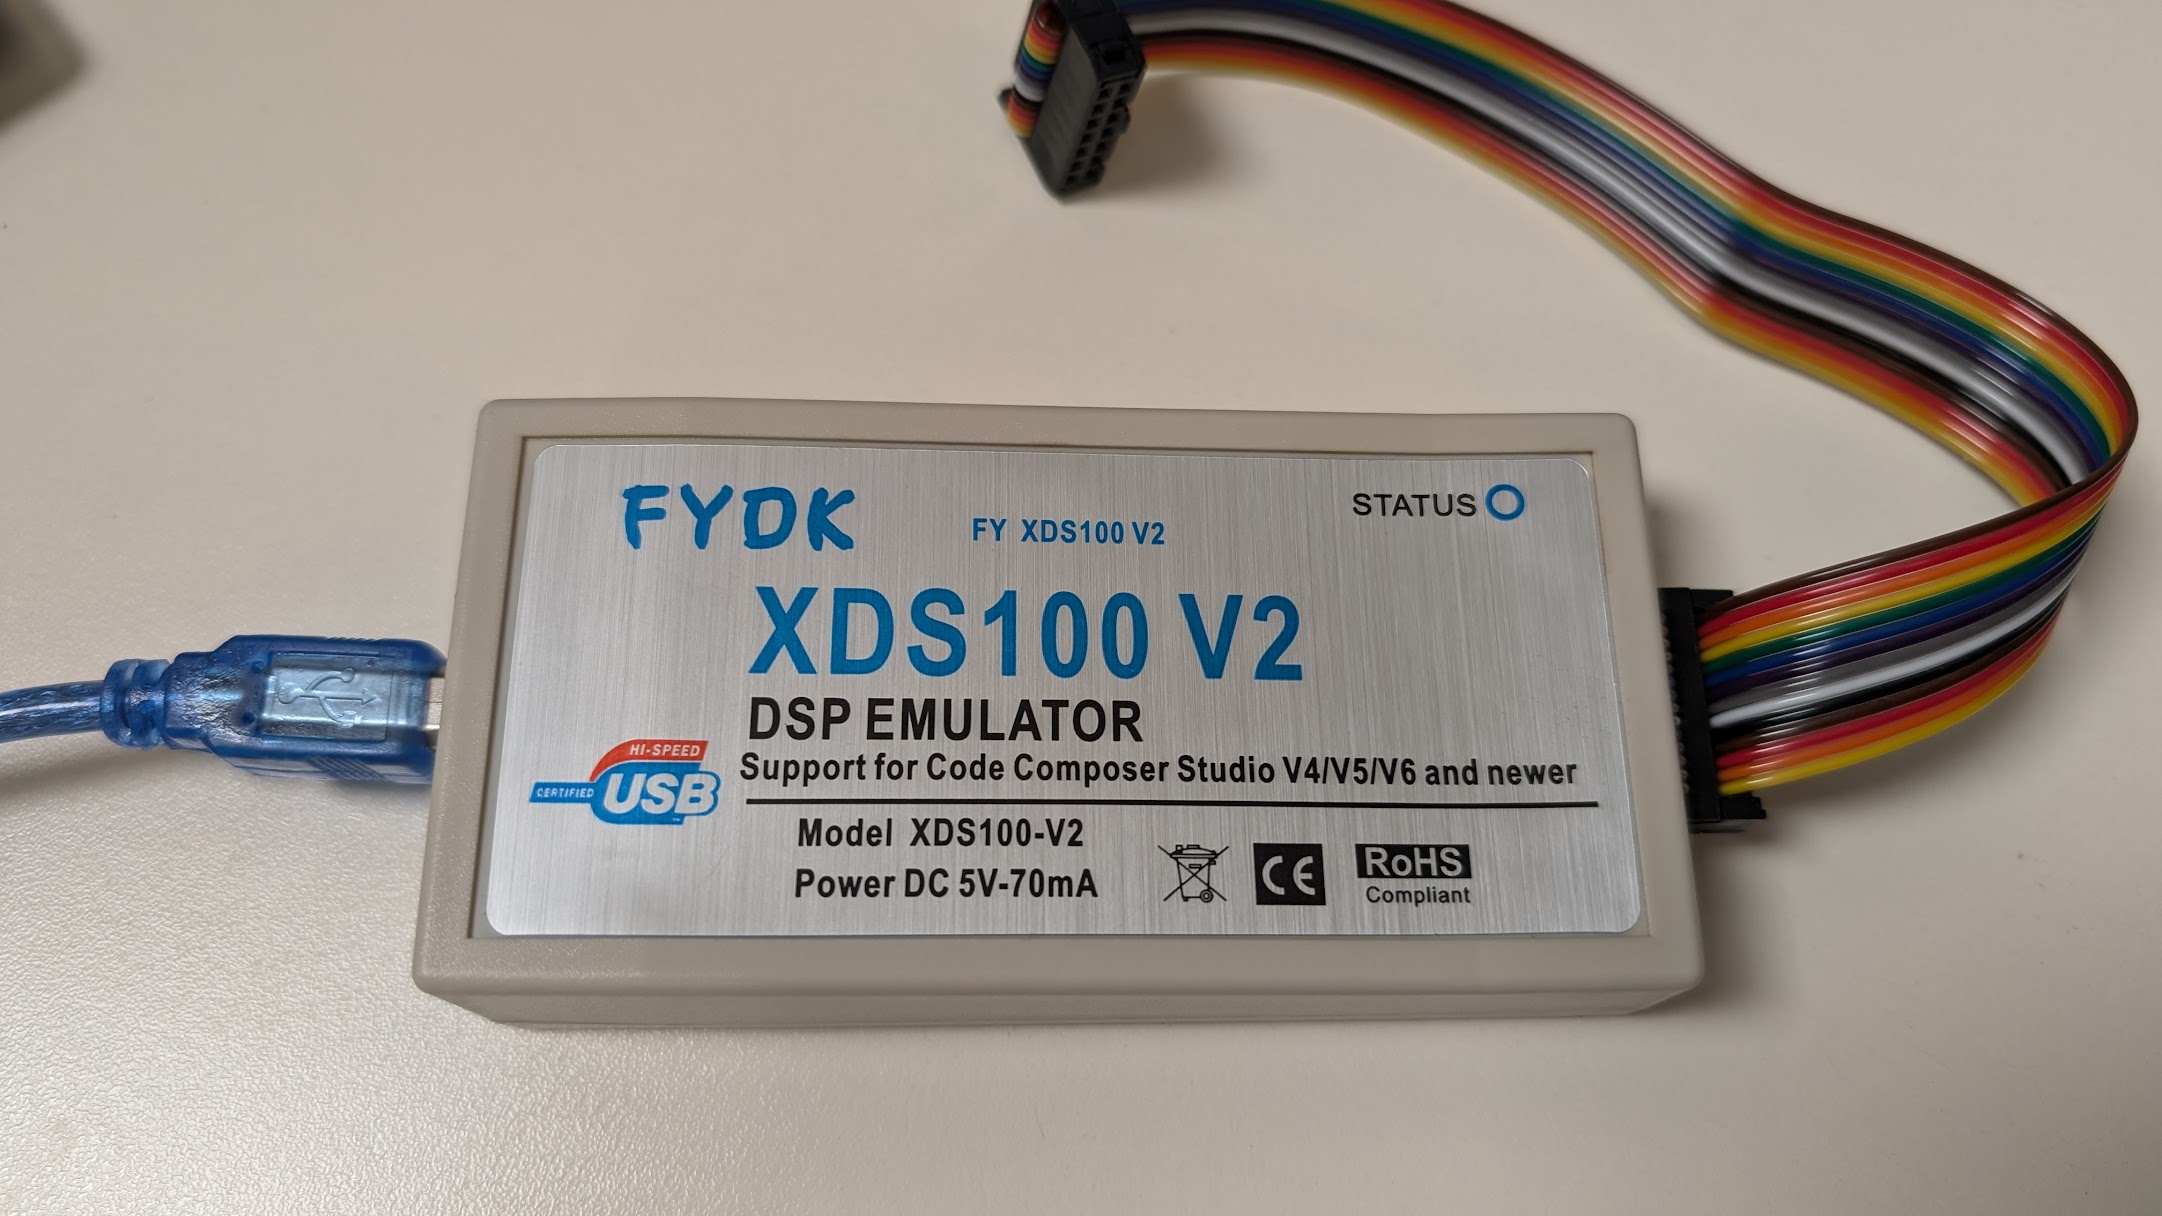 FYDK
FY XDS100 V2
STATUS
XDS100 V2
DSP EMULATOR
Support for Code Composer Studio V4/V5/V6 and newer
HI-SPEED
CERTIFIED USB
Model XDS100-V2
Power DC 5V-70mA
CE
RoHS
Compliant